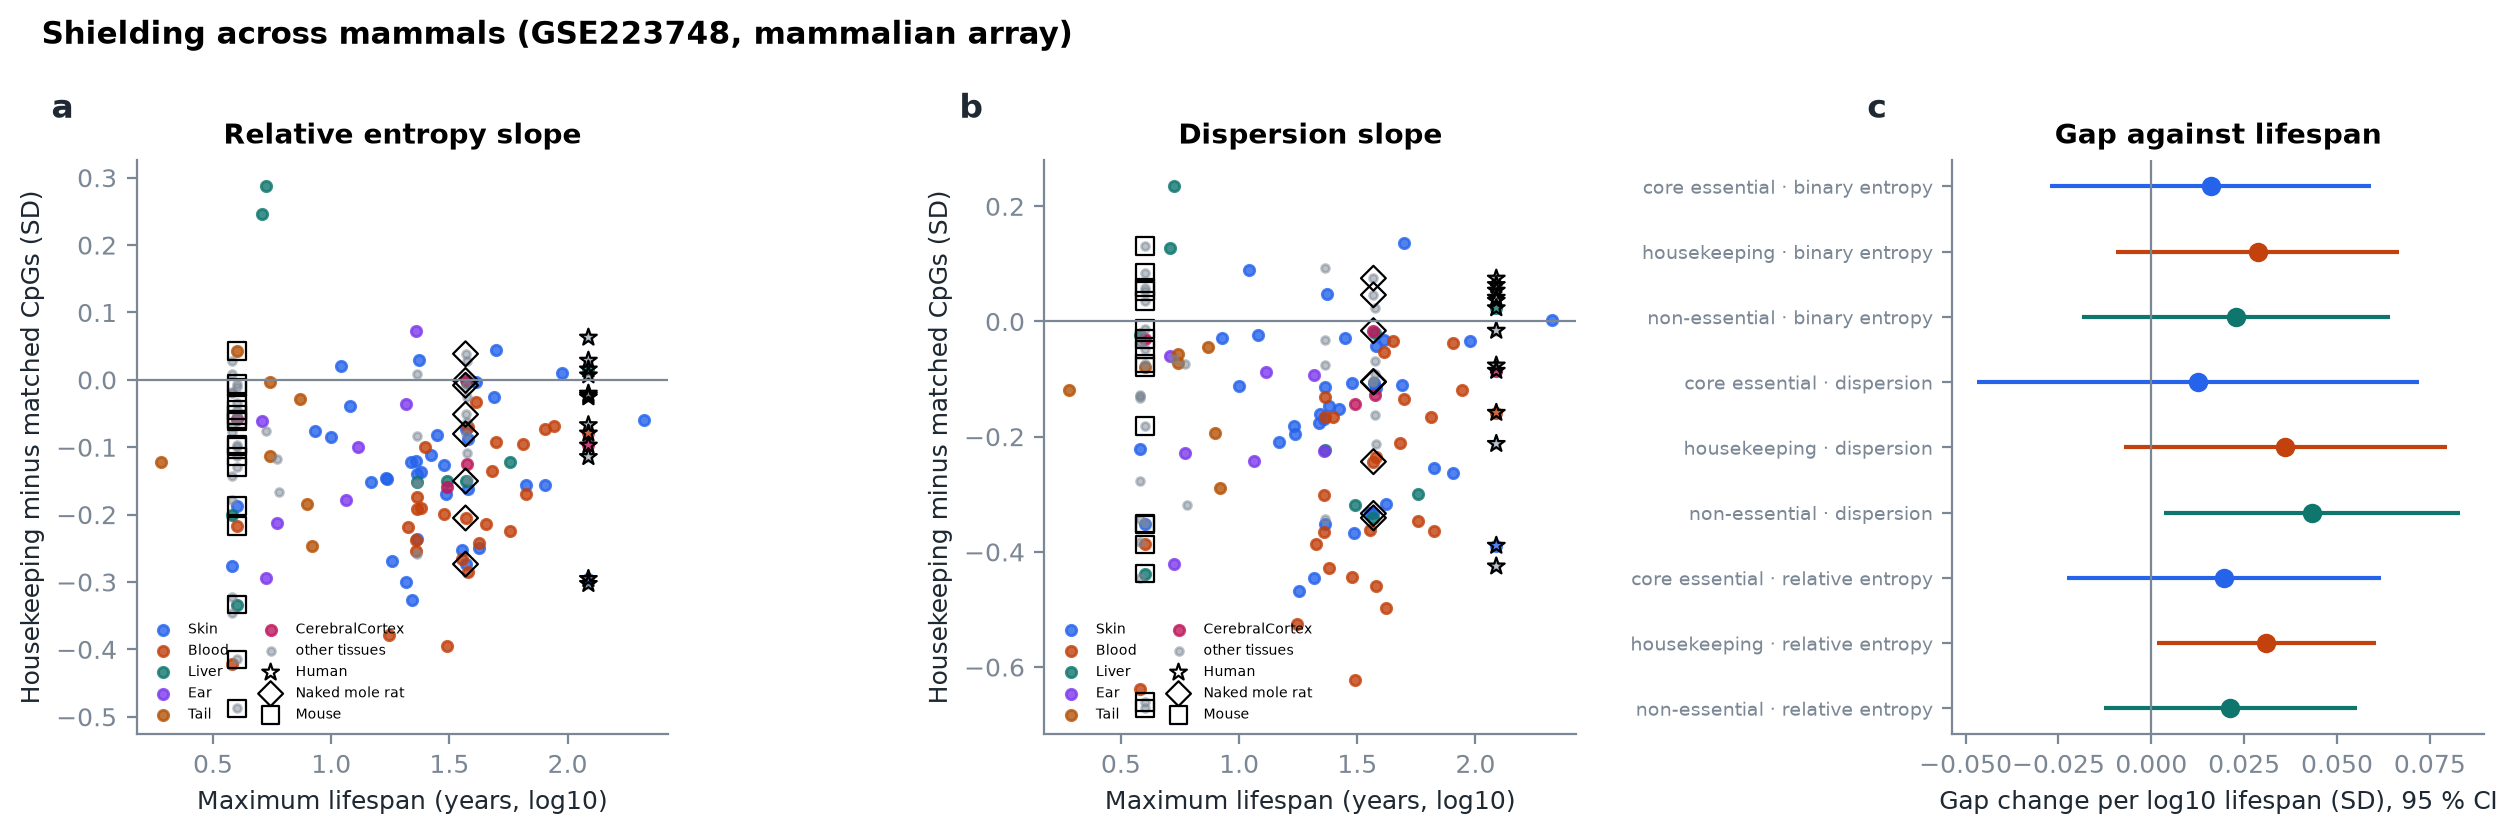 Shielding across mammals (GSE223748, mammalian array)
a
Relative entropy slope
Housekeeping minus matched CpGs (SD)
0.3
0.2
0.1
0.0
−0.1
−0.2
−0.3
−0.4
−0.5
Skin
Blood
Liver
Ear
Tail
CerebralCortex
other tissues
Human
Naked mole rat
Mouse
0.5 1.0 1.5 2.0
Maximum lifespan (years, log10)
b
Dispersion slope
Housekeeping minus matched CpGs (SD)
0.2
0.0
−0.2
−0.4
−0.6
Skin
Blood
Liver
Ear
Tail
CerebralCortex
other tissues
Human
Naked mole rat
Mouse
0.5 1.0 1.5 2.0
Maximum lifespan (years, log10)
c
Gap against lifespan
core essential · binary entropy
housekeeping · binary entropy
non-essential · binary entropy
core essential · dispersion
housekeeping · dispersion
non-essential · dispersion
core essential · relative entropy
housekeeping · relative entropy
non-essential · relative entropy
−0.050 −0.025 0.000 0.025 0.050 0.075
Gap change per log10 lifespan (SD), 95 % CI